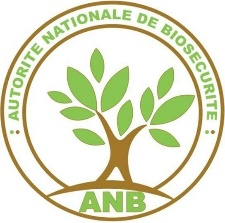 : AUTORITE NATIONALE DE BIOSECURITE :
ANB